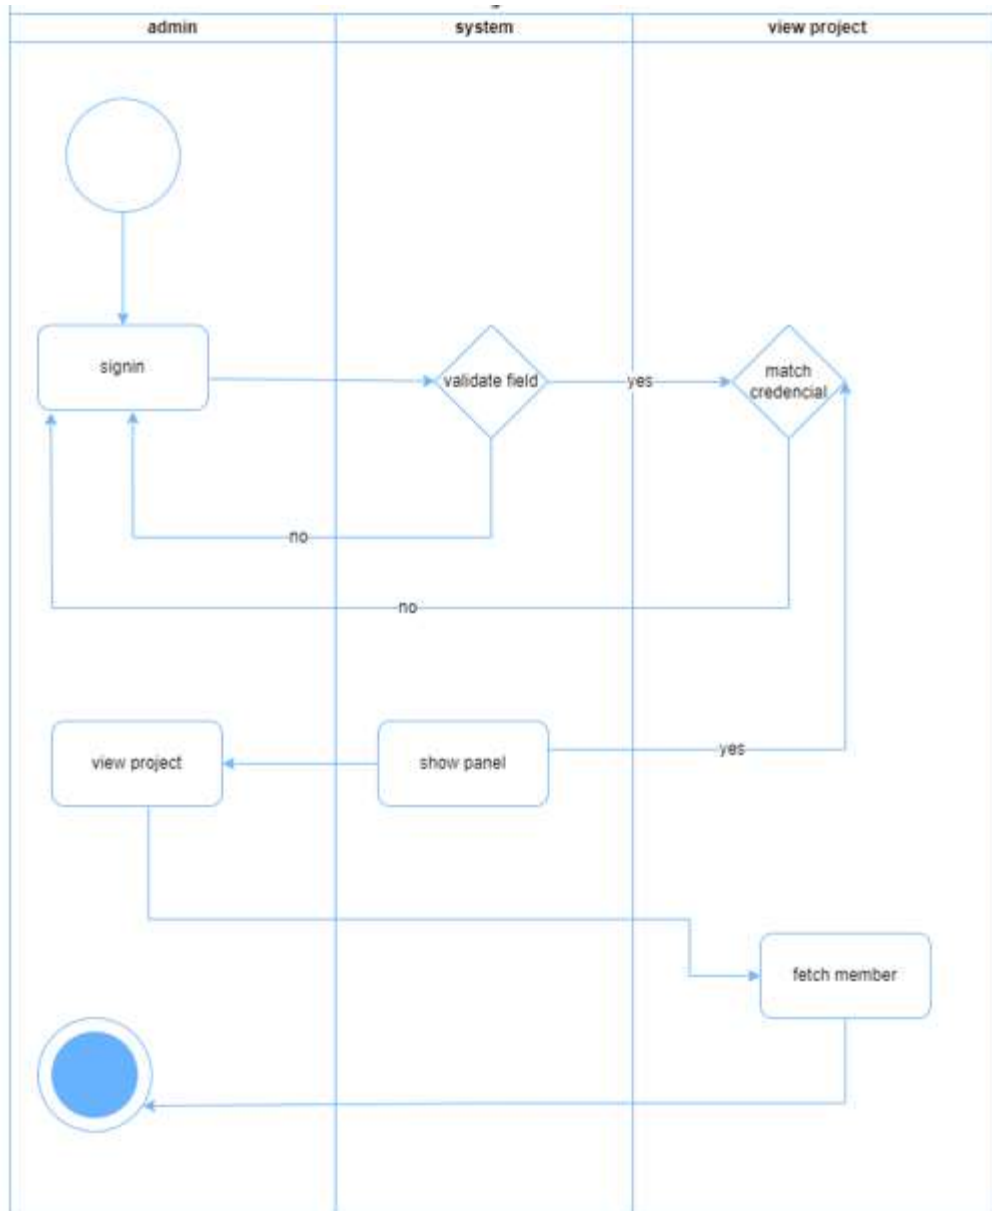 admin
system
view project
signin
validate field
yes
match
credencial
no
no
view project
show panel
yes
fetch member